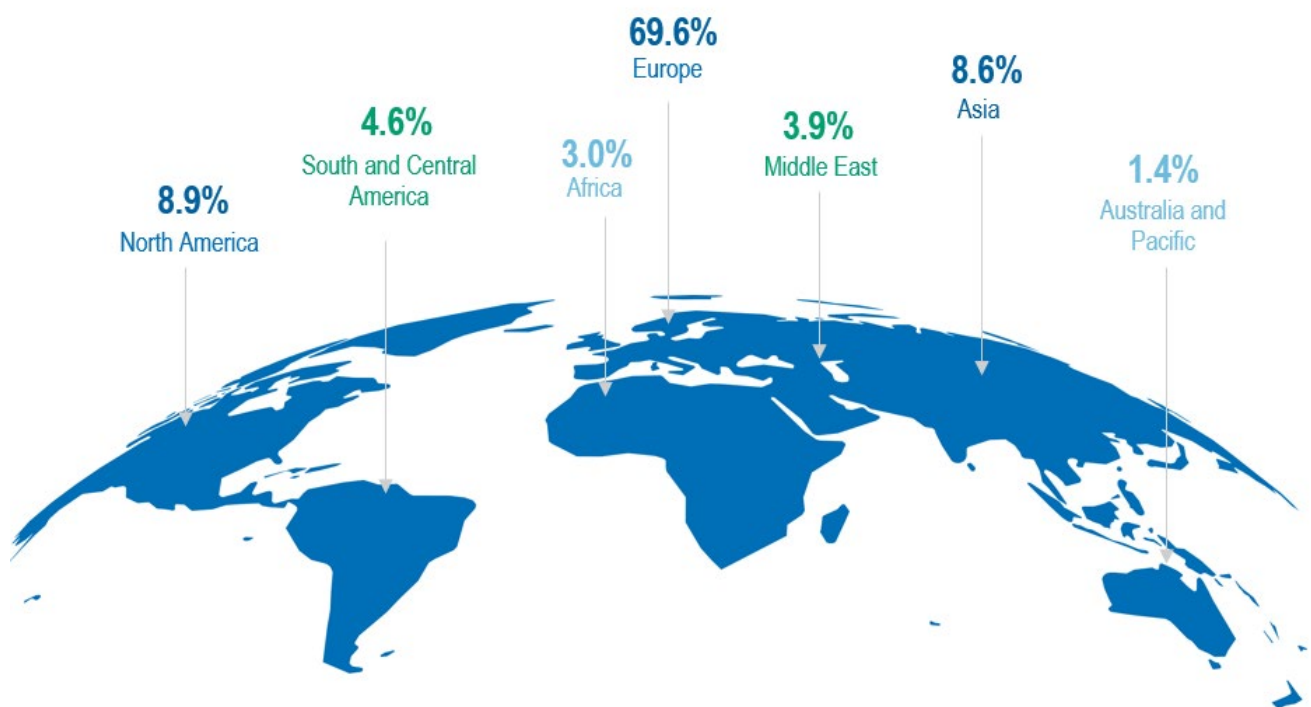 69.6%
Europe
8.6%
Asia
4.6%
South and Central
America
3.9%
Middle East
3.0%
Africa
1.4%
Australia and
Pacific
8.9%
North America